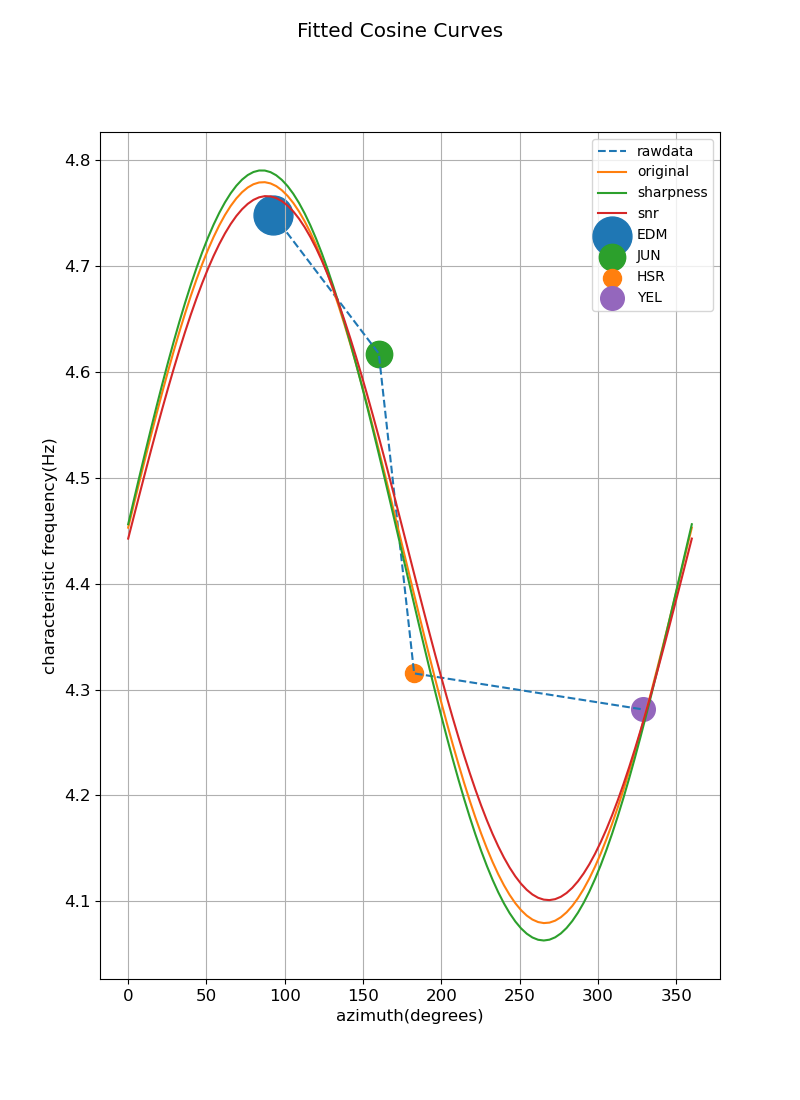 Fitted Cosine Curves
rawdata
original
sharpness
snr
EDM
JUN
HSR
YEL
characteristic frequency(Hz)
4.8
4.7
4.6
4.5
4.4
4.3
4.2
4.1
0 50 100 150 200 250 300 350
azimuth(degrees)